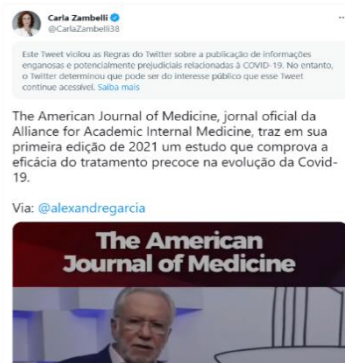 Carla Zambelli
@CarlaZambelli38
Este Tweet violou as Regras do Twitter sobre a publicação de informações
enganosas e potencialmente prejudiciais relacionadas à COVID-19. No entanto,
o Twitter determinou que pode ser do interesse público que esse Tweet
continue acessível. Saiba mais
The American Journal of Medicine, jornal oficial da
Alliance for Academic Internal Medicine, traz em sua
primeira edição de 2021 um estudo que comprova a
eficácia do tratamento precoce na evolução da Covid-
19.
Via: @alexandregarcia
The American
Journal of Medicine